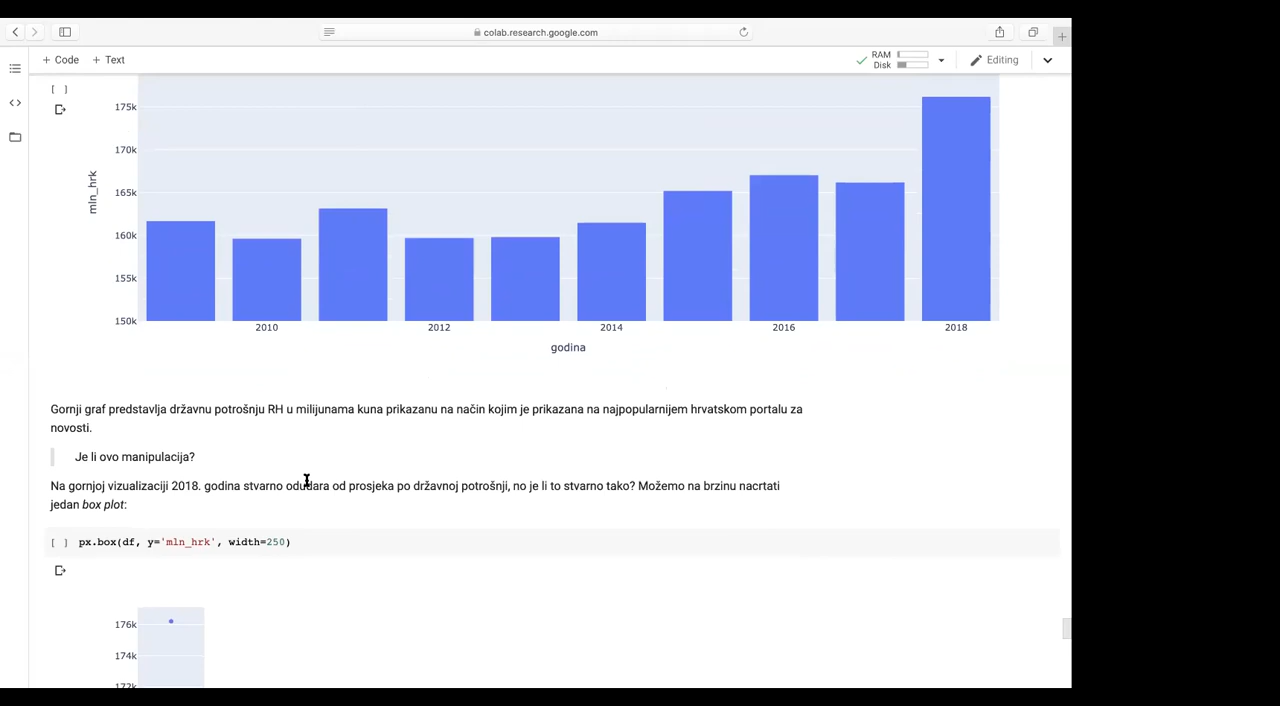 colab.research.google.com
+ Code + Text
RAM
Disk
Editing
[ ]
175k
170k
165k
160k
155k
150k
mln_hrk
2010 2012 2014 2016 2018
godina
Gornji graf predstavlja državnu potrošnju RH u milijunama kuna prikazanu na način kojim je prikazana na najpopularnijem hrvatskom portalu za
novosti.
Je li ovo manipulacija?
Na gornjoj vizualizaciji 2018. godina stvarno odudara od prosjeka po državnoj potrošnji, no je li to stvarno tako? Možemo na brzinu nacrtati
jedan box plot:
[ ] px.box(df, y='mln_hrk', width=250)
176k
174k
172k